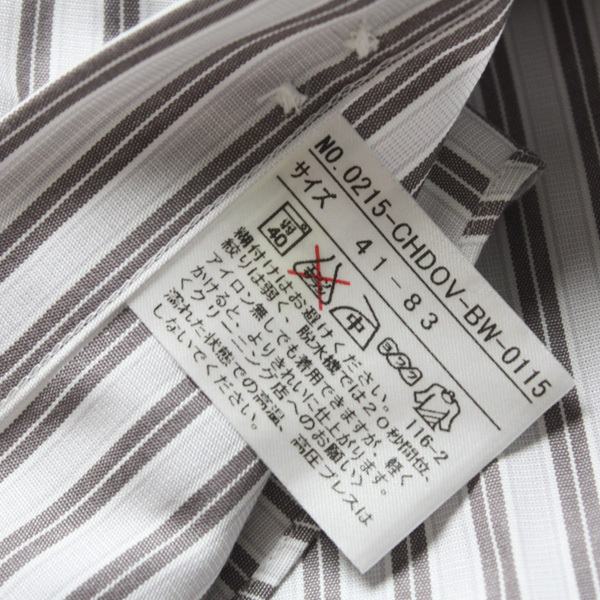 NO.0215-CHDOV-BW-0115
サイズ 41-83
弱 40
中
116-2
糊付けはお避けください。
絞りは弱く、脱水機では20秒間位、
アイロン無しでも着用できますが、軽く
かけると、よりきれいに仕上がります。
くクリーニング店へのお願い〉
濡れた状態での高温、高圧プレスは
しないでください。